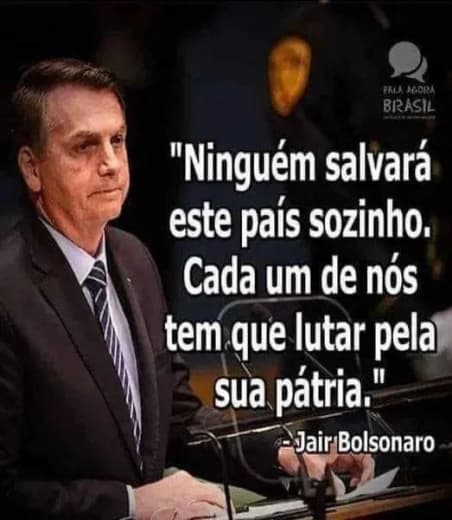 FALA AGORA
BRASIL
"Ninguém salvará
este país sozinho.
Cada um de nós
tem que lutar pela
sua pátria."
- Jair Bolsonaro